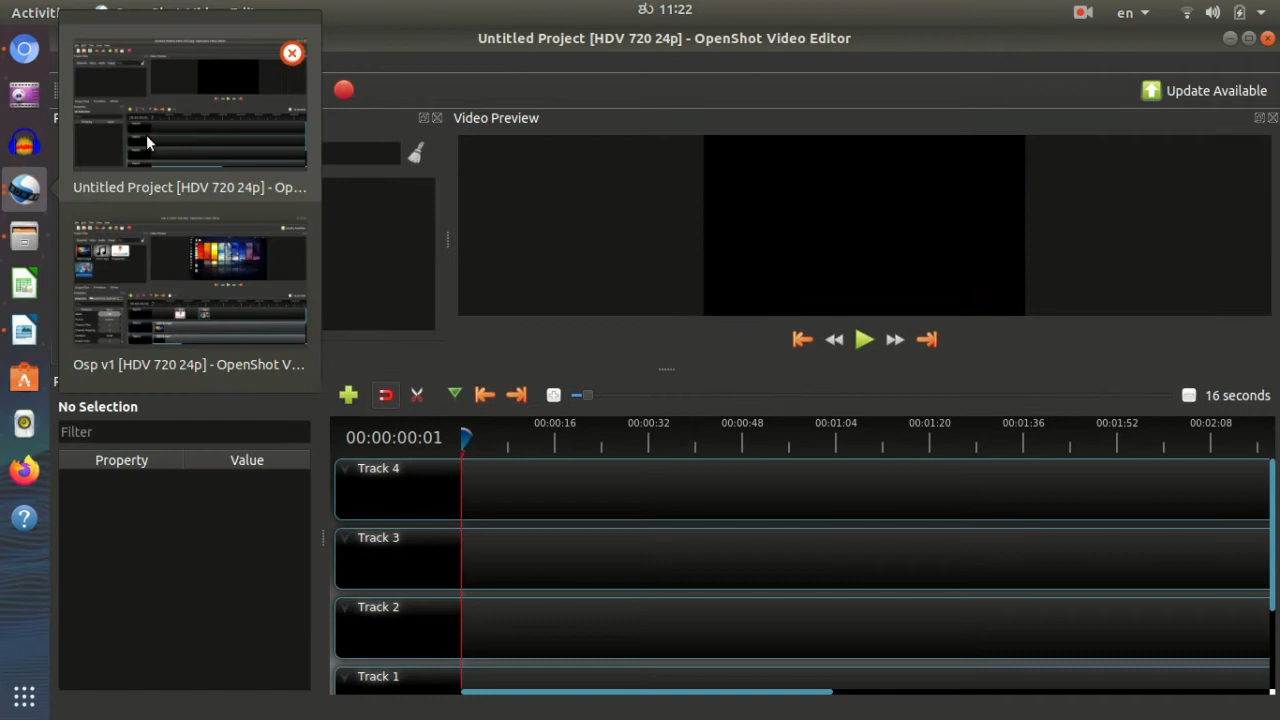 Activiti
ಶು 11:22
en
Untitled Project [HDV 720 24p] - OpenShot Video Editor
Update Available
Video Preview
Untitled Project [HDV 720 24p] - Op...
Osp v1 [HDV 720 24p] - OpenShot V...
16 seconds
No Selection
Filter
Property Value
00:00:00:01
00:00:16 00:00:32 00:00:48 00:01:04 00:01:20 00:01:36 00:01:52 00:02:08
Track 4
Track 3
Track 2
Track 1